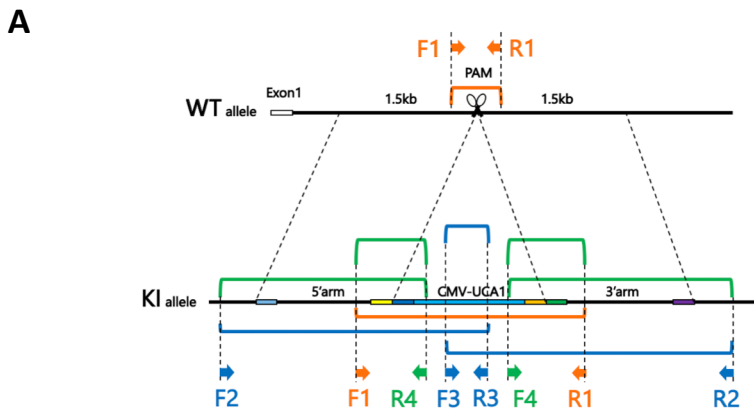 A
F1 R1
PAM
Exon1 1.5kb 1.5kb
WT allele
5'arm CMV-UCA1 3'arm
KI allele
F2 F1 R4 F3 R3 F4 R1 R2